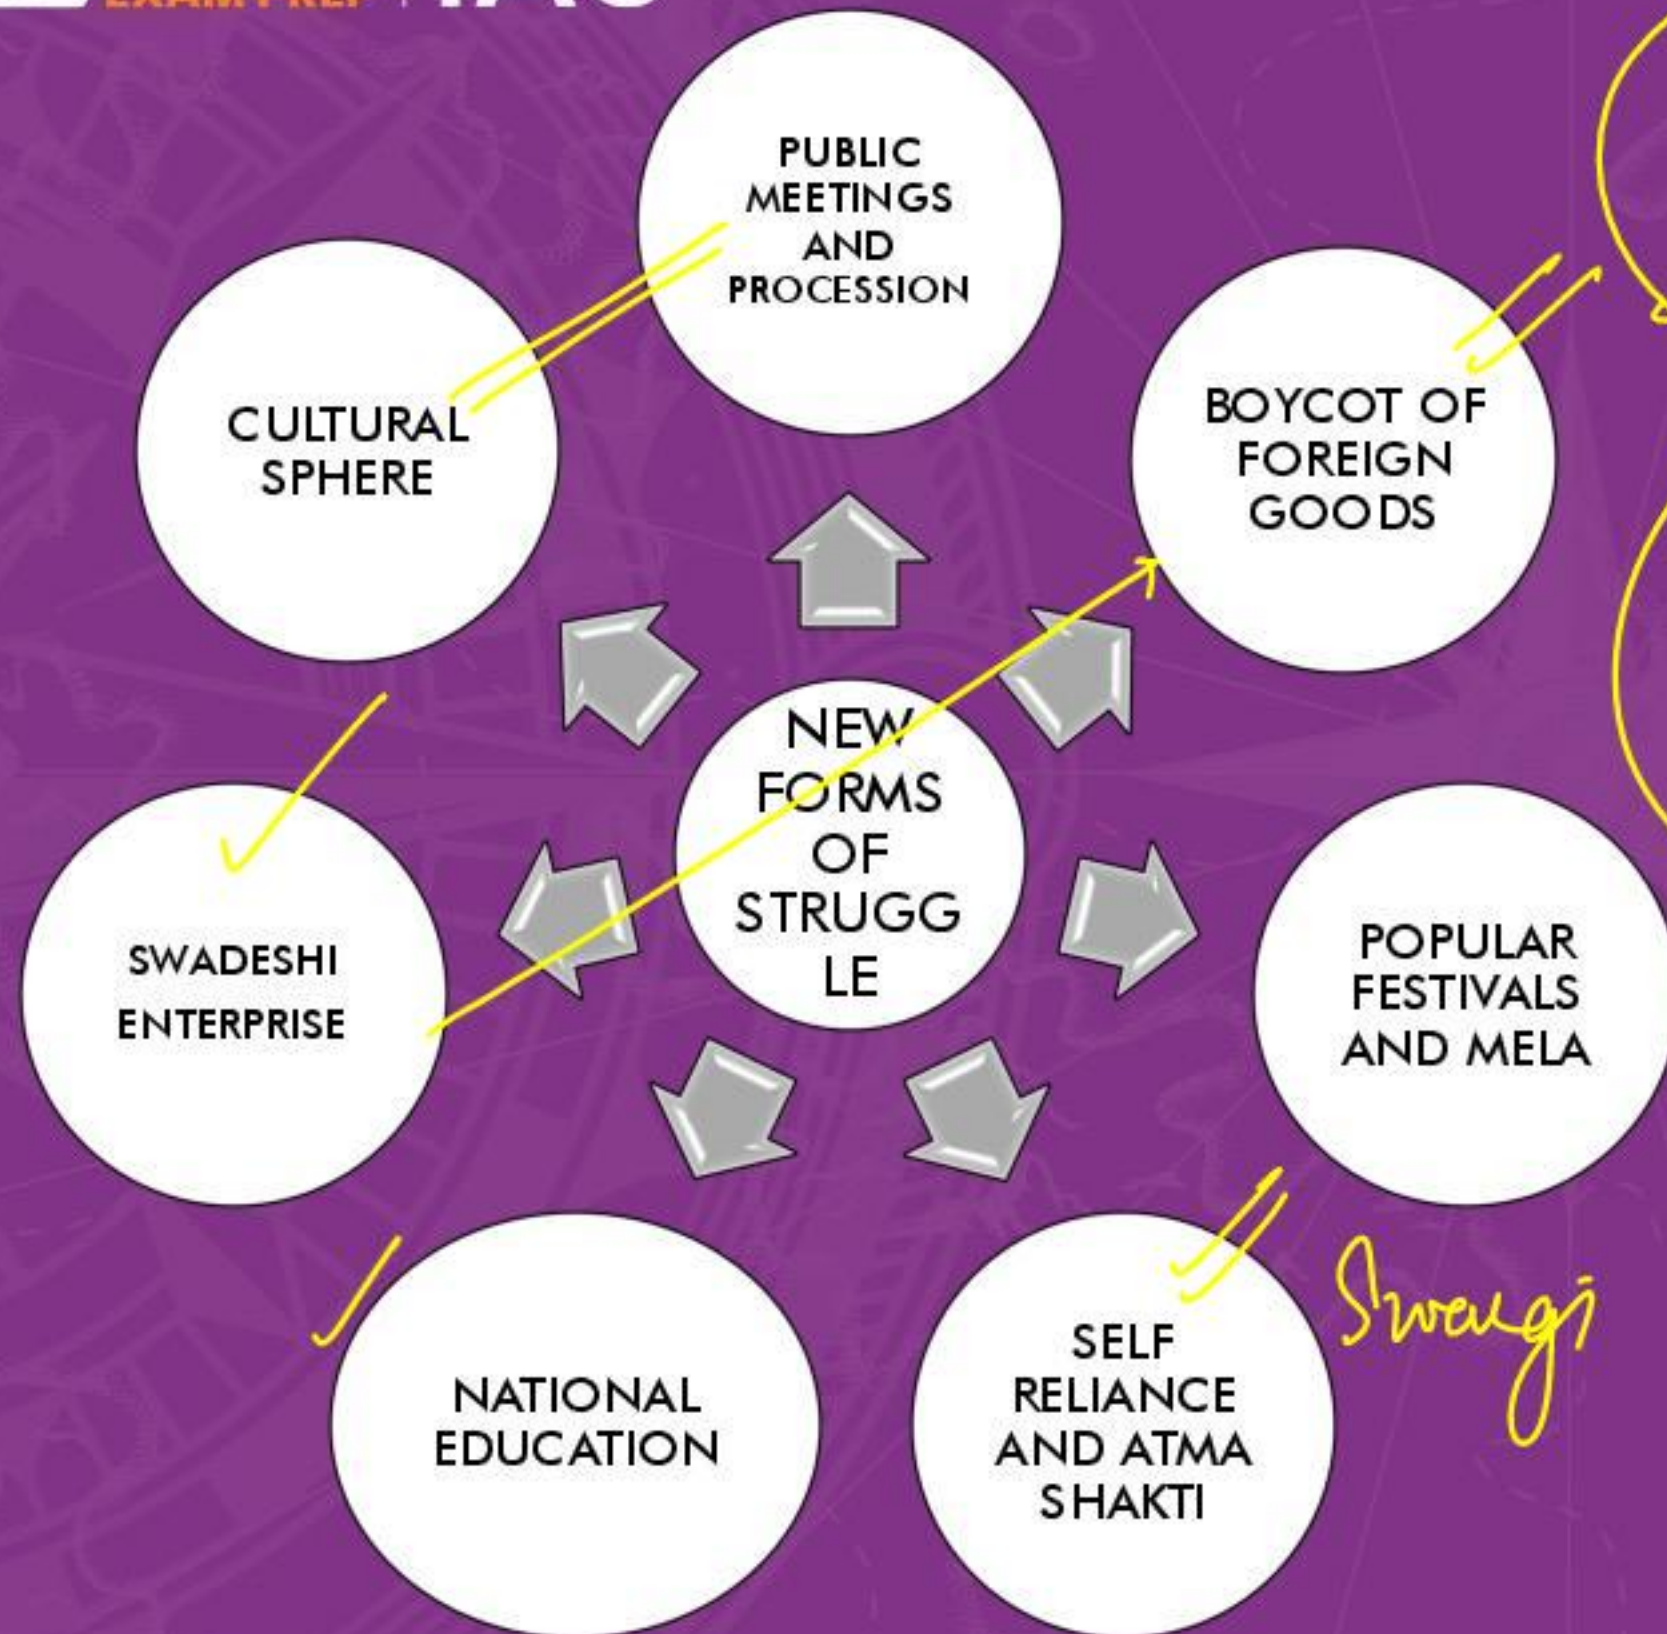 PUBLIC
MEETINGS
AND
PROCESSION
BOYCOT OF
FOREIGN
GOODS
POPULAR
FESTIVALS
AND MELA
SELF
RELIANCE
AND ATMA
SHAKTI
NATIONAL
EDUCATION
SWADESHI
ENTERPRISE
CULTURAL
SPHERE
NEW
FORMS
OF
STRUGG
LE